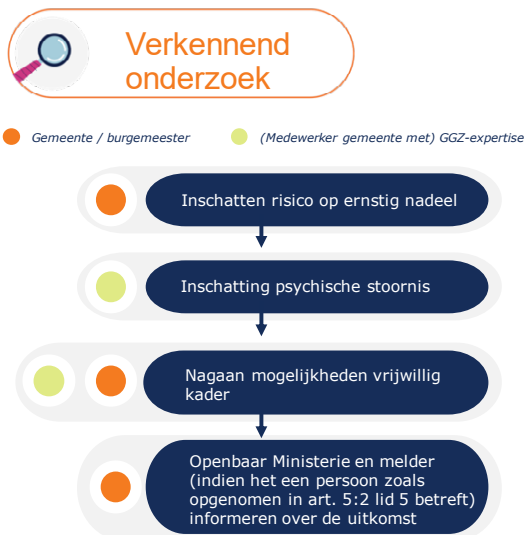 Verkennend
onderzoek
Gemeente / burgemeester
(Medewerker gemeente met) GGZ-expertise
Inschatten risico op ernstig nadeel
Inschatting psychische stoornis
Nagaan mogelijkheden vrijwillig
kader
Openbaar Ministerie en melder
(indien het een persoon zoals
opgenomen in art. 5:2 lid 5 betreft)
informeren over de uitkomst